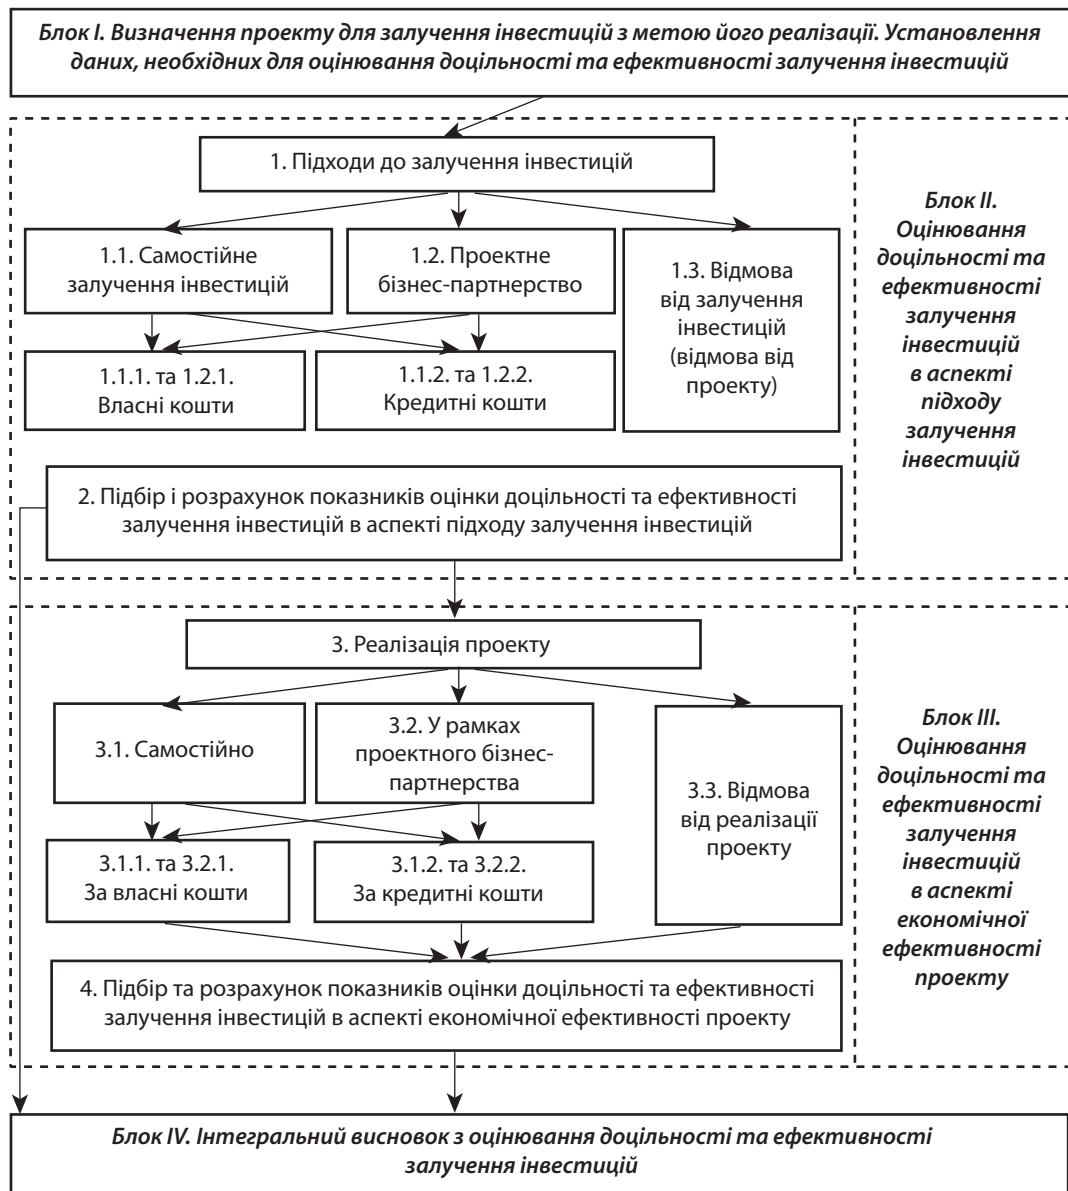 Блок I. Визначення проекту для залучення інвестицій з метою його реалізації. Установлення
даних, необхідних для оцінювання доцільності та ефективності залучення інвестицій
1. Підходи до залучення інвестицій
1.1. Самостійне
залучення інвестицій
1.2. Проектне
бізнес-партнерство
1.3. Відмова
від залучення
інвестицій
(відмова від
проекту)
1.1.1. та 1.2.1.
Власні кошти
1.1.2. та 1.2.2.
Кредитні кошти
2. Підбір і розрахунок показників оцінки доцільності та ефективності
залучення інвестицій в аспекті підходу залучення інвестицій
Блок II.
Оцінювання
доцільності та
ефективності
залучення
інвестицій
в аспекті
підходу
залучення
інвестицій
3. Реалізація проекту
3.1. Самостійно
3.2. У рамках
проектного бізнес-
партнерства
3.3. Відмова
від реалізації
проекту
3.1.1. та 3.2.1.
За власні кошти
3.1.2. та 3.2.2.
За кредитні кошти
4. Підбір та розрахунок показників оцінки доцільності та ефективності
залучення інвестицій в аспекті економічної ефективності проекту
Блок III.
Оцінювання
доцільності та
ефективності
залучення
інвестицій
в аспекті
економічної
ефективності
проекту
Блок IV. Інтегральний висновок з оцінювання доцільності та ефективності
залучення інвестицій